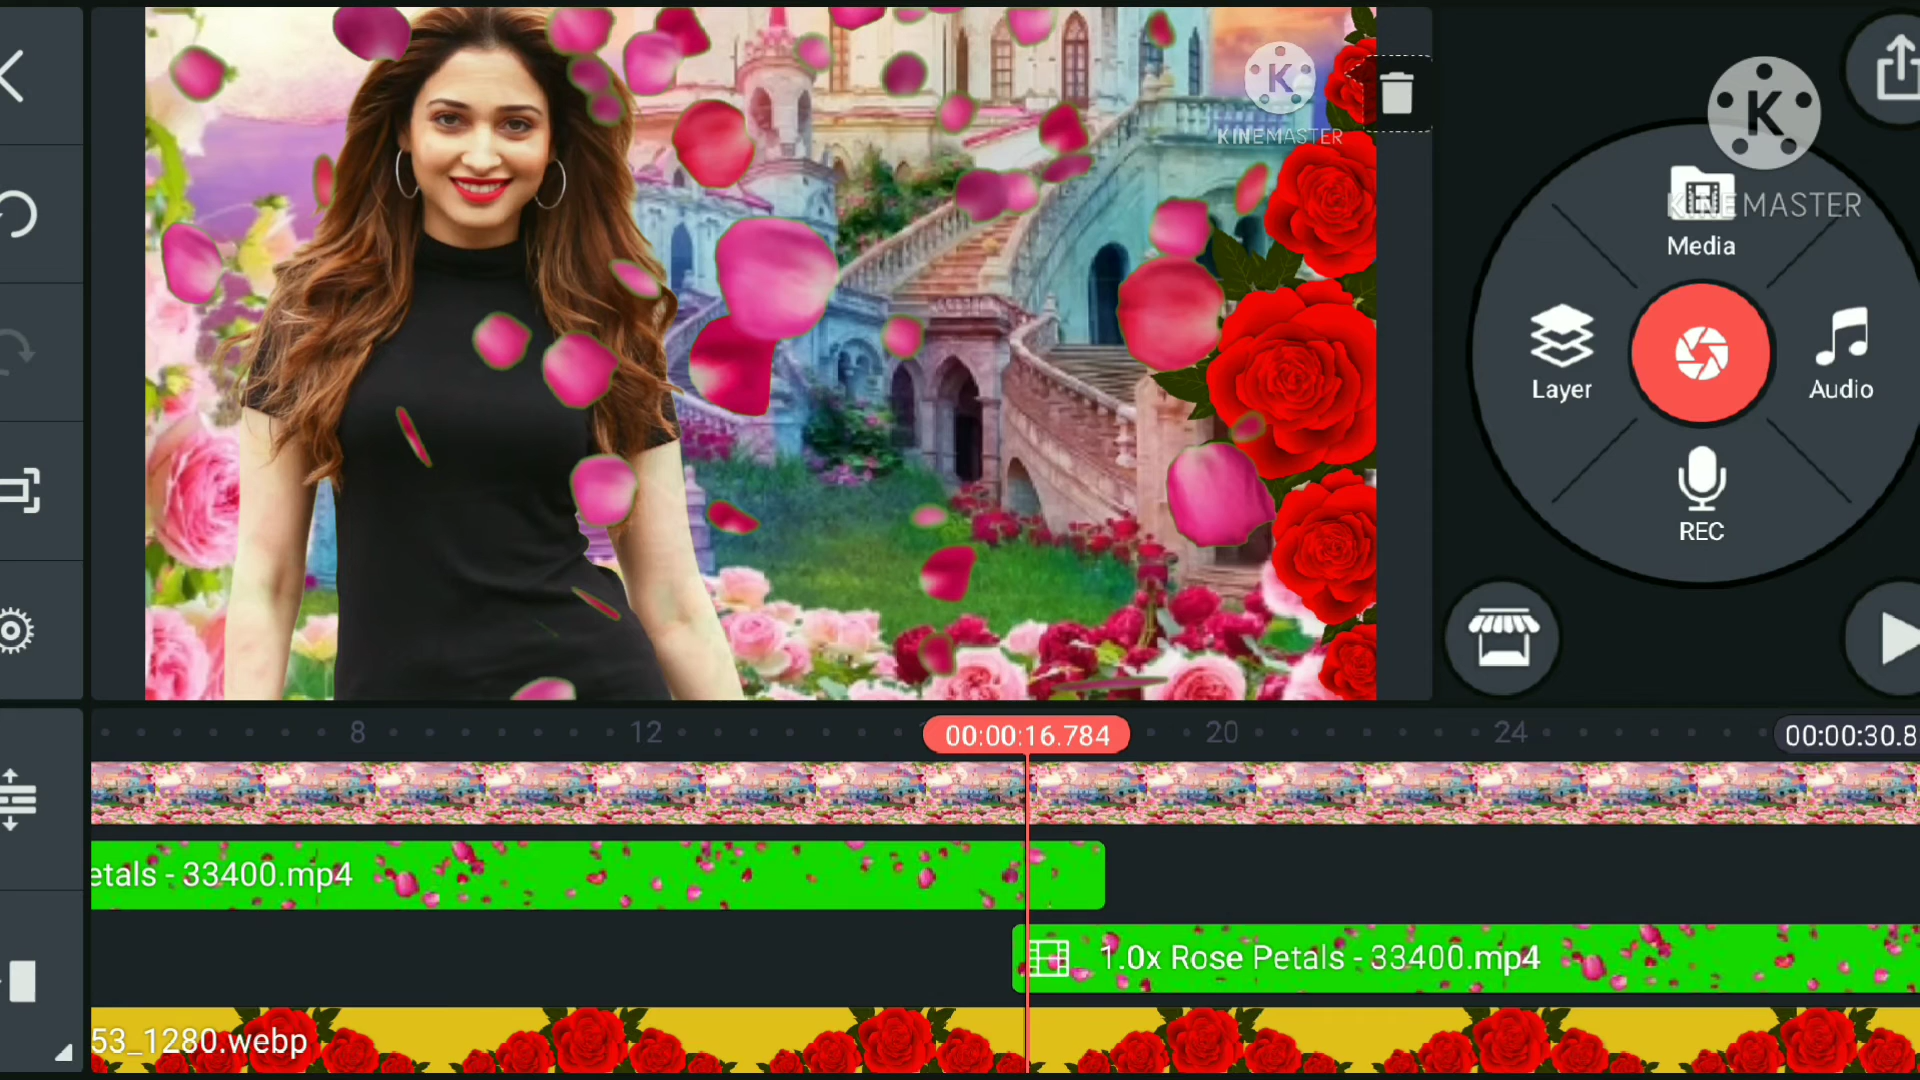 KINEMASTER
K
K
KINEMASTER
Media
Layer
Audio
REC
8
12
00:00:16.784
20
24
00:00:30.8
etals - 33400.mp4
1.0x Rose Petals - 33400.mp4
53_1280.webp